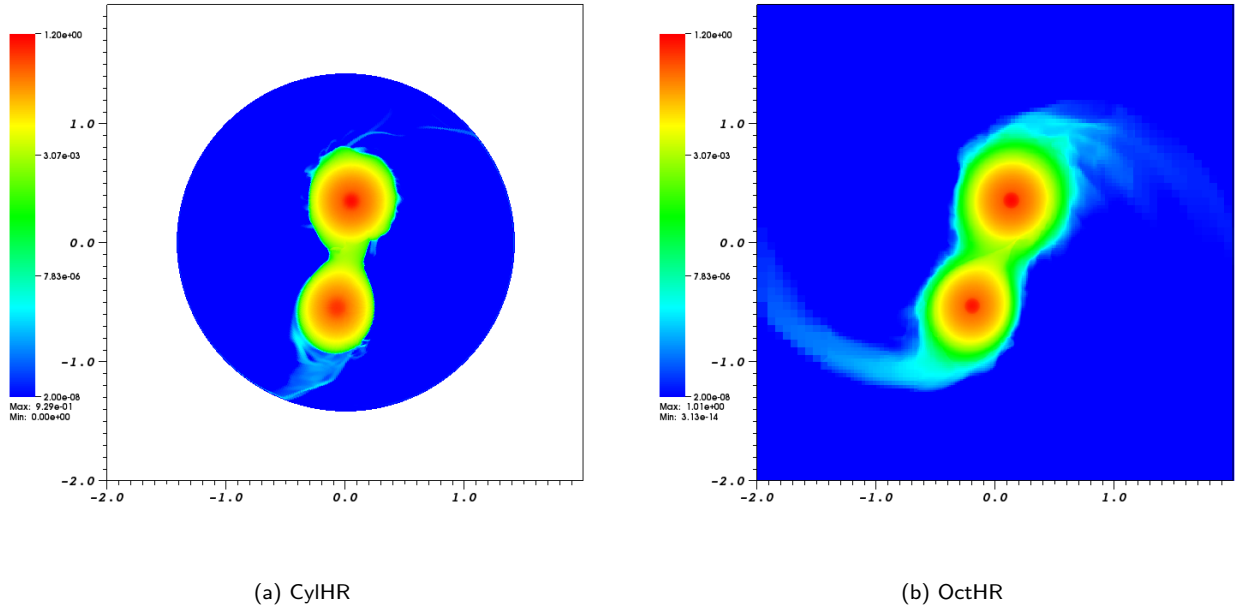 1.20e+00
3.07e-03
7.83e-06
2.00e-08
Max: 9.29e-01
Min: 0.00e+00
1.0
0.0
-1.0
-2.0
-2.0 -1.0 0.0 1.0
(a) CylHR
1.20e+00
3.07e-03
7.83e-06
2.00e-08
Max: 1.01e+00
Min: 3.13e-14
1.0
0.0
-1.0
-2.0
-2.0 -1.0 0.0 1.0
(b) OctHR